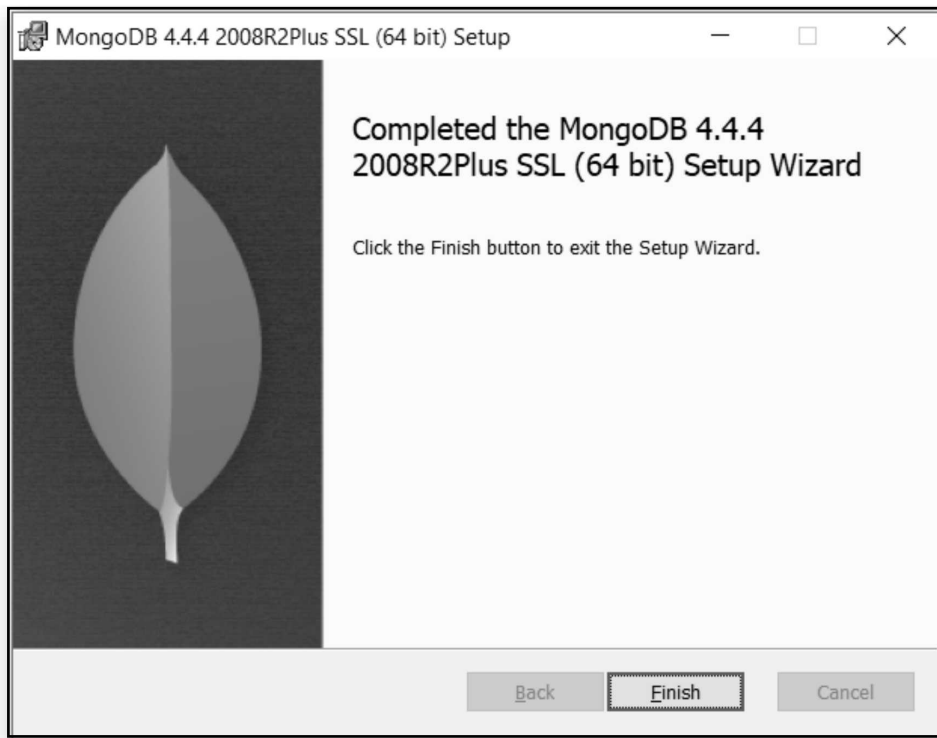 MongoDB 4.4.4 2008R2Plus SSL (64 bit) Setup
Completed the MongoDB 4.4.4
2008R2Plus SSL (64 bit) Setup Wizard
Click the Finish button to exit the Setup Wizard.
Back Finish Cancel